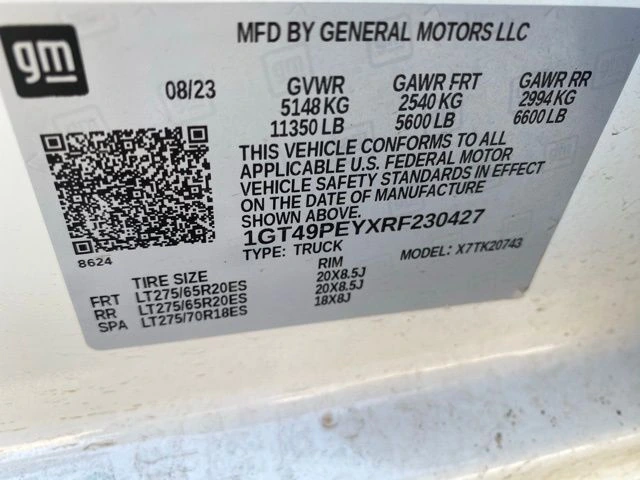 gm
MFD BY GENERAL MOTORS LLC
08/23 GVWR GAWR FRT GAWR RR
5148 KG 2540 KG 2994 KG
11350 LB 5600 LB 6600 LB
THIS VEHICLE CONFORMS TO ALL
APPLICABLE U.S. FEDERAL MOTOR
VEHICLE SAFETY STANDARDS IN EFFECT
ON THE DATE OF MANUFACTURE
SHOWN ABOVE.
1GT49PEYXRF230427
8624 TYPE: TRUCK MODEL: X7TK20743
TIRE SIZE RIM
FRT LT275/65R20ES 20X8.5J
RR LT275/65R20ES 20X8.5J
SPA LT275/70R18ES 18X8J